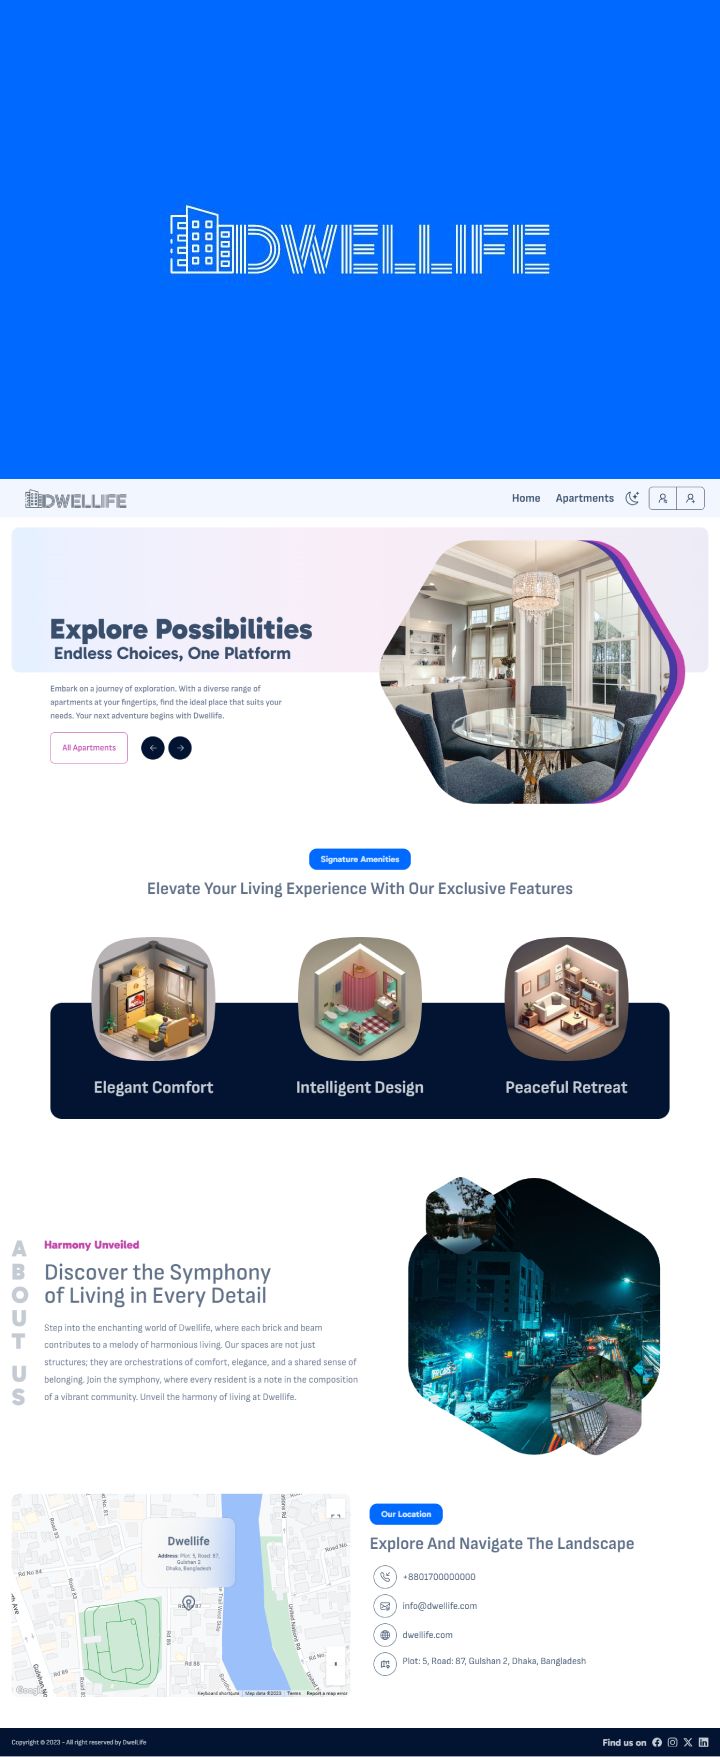 DWELLIFE
DWELLIFE
Home Apartments
Explore Possibilities
Endless Choices, One Platform
Embark on a journey of exploration. With a diverse range of
apartments at your fingertips, find the ideal place that suits your
needs. Your next adventure begins with Dwellife.
All Apartments
Signature Amenities
Elevate Your Living Experience With Our Exclusive Features
Elegant Comfort
Intelligent Design
Peaceful Retreat
ABOUT US
Harmony Unveiled
Discover the Symphony
of Living in Every Detail
Step into the enchanting world of Dwellife, where each brick and beam
contributes to a melody of harmonious living. Our spaces are not just
structures; they are orchestrations of comfort, elegance, and a shared sense of
belonging. Join the symphony, where every resident is a note in the composition
of a vibrant community. Unveil the harmony of living at Dwellife.
Dwellife
Address: Plot: 5, Road: 87,
Gulshan 2
Dhaka, Bangladesh
Rd No 84
Road 83
Rd 86
Rd 88
Rd 89
United Nations Rd
Google
Keyboard shortcuts Map data ©2023 Terms Report a map error
Our Location
Explore And Navigate The Landscape
+8801700000000
info@dwellife.com
dwellife.com
Plot: 5, Road: 87, Gulshan 2, Dhaka, Bangladesh
Copyright © 2023 - All right reserved by DwelLife
Find us on